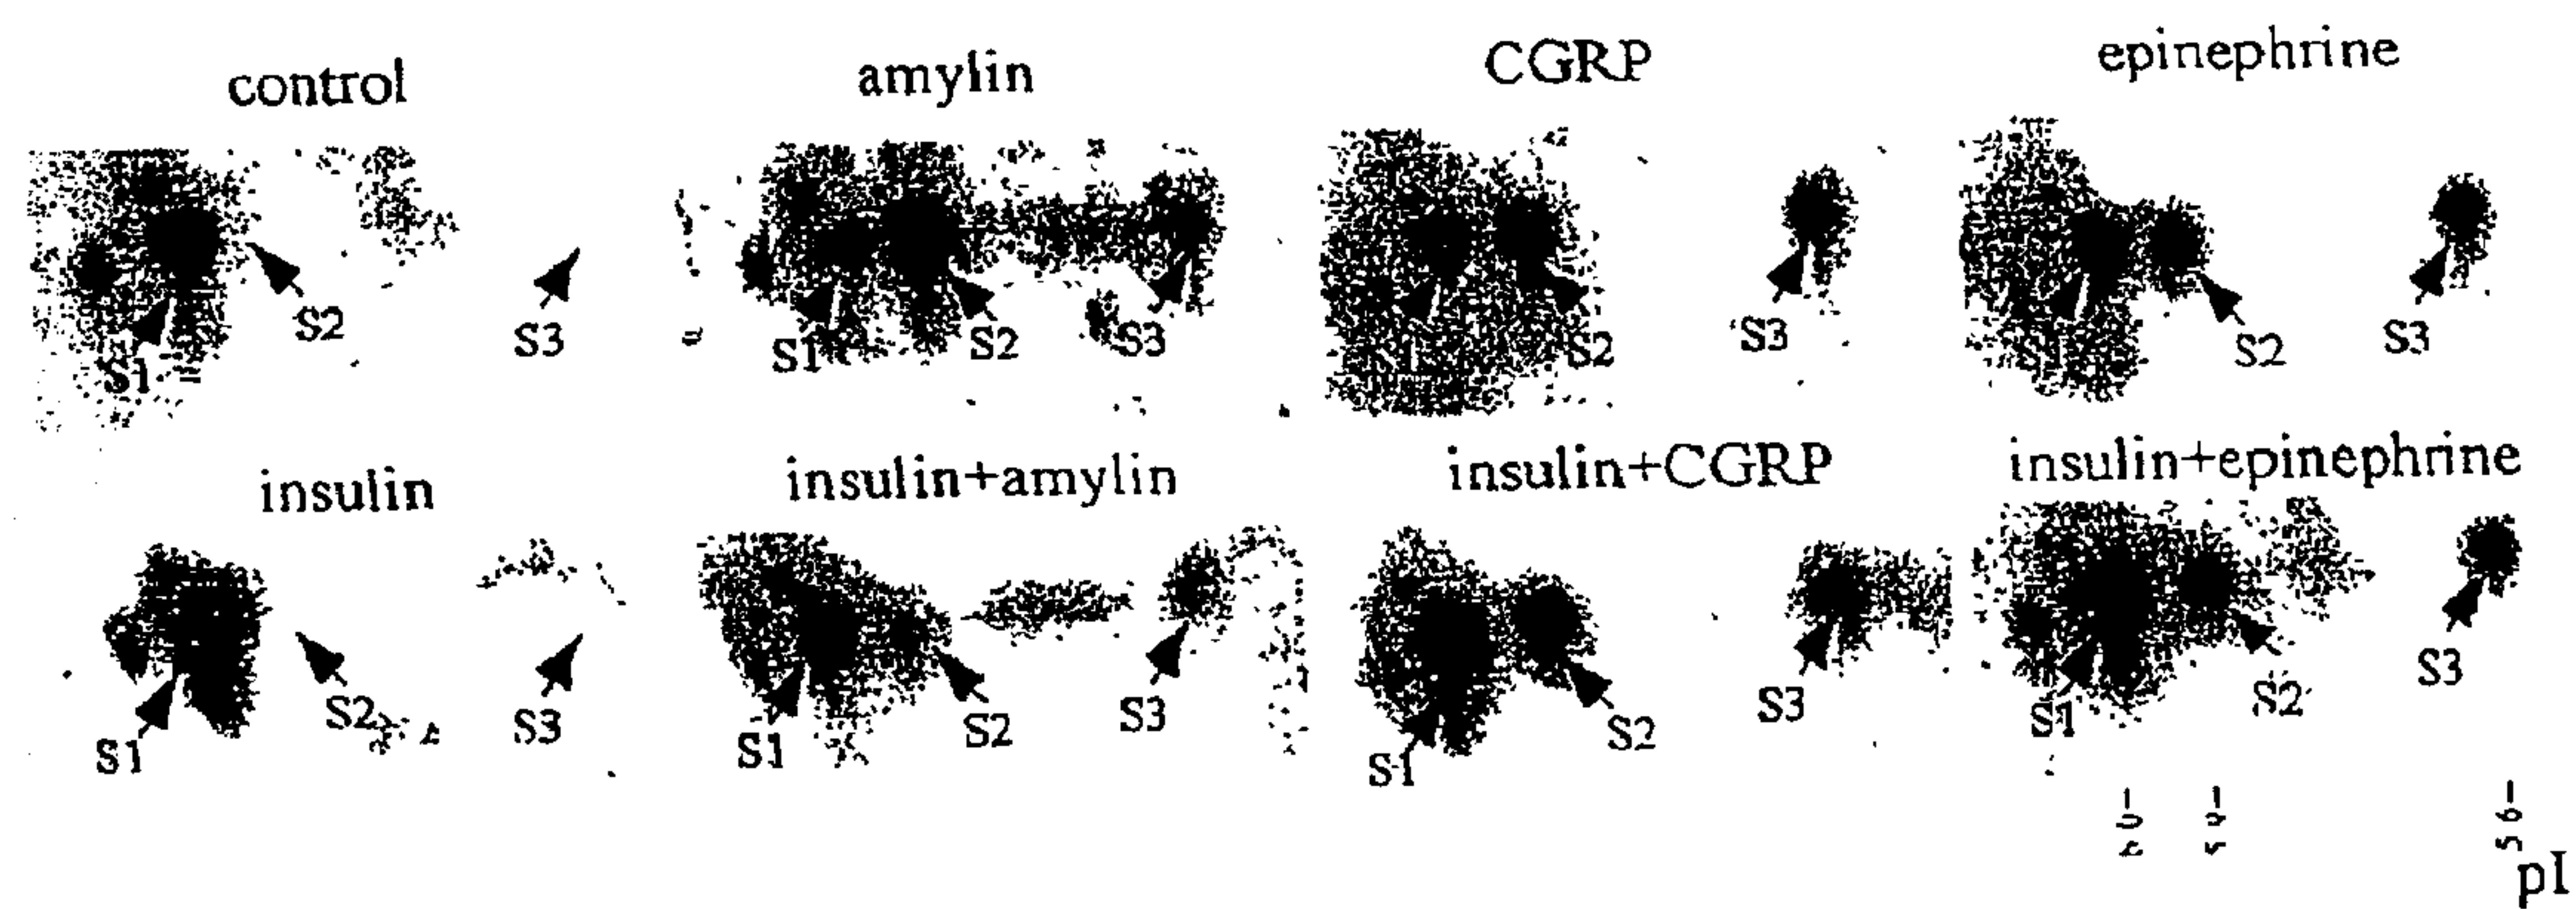 control amylin CGRP epinephrine
S1 S2 S3 S1 S2 S3 S2 S3 S1 S2 S3
insulin insulin+amylin insulin+CGRP insulin+epinephrine
S1 S2 S3 S1 S2 S3 S1 S2 S3 S1 S2 S3
pI